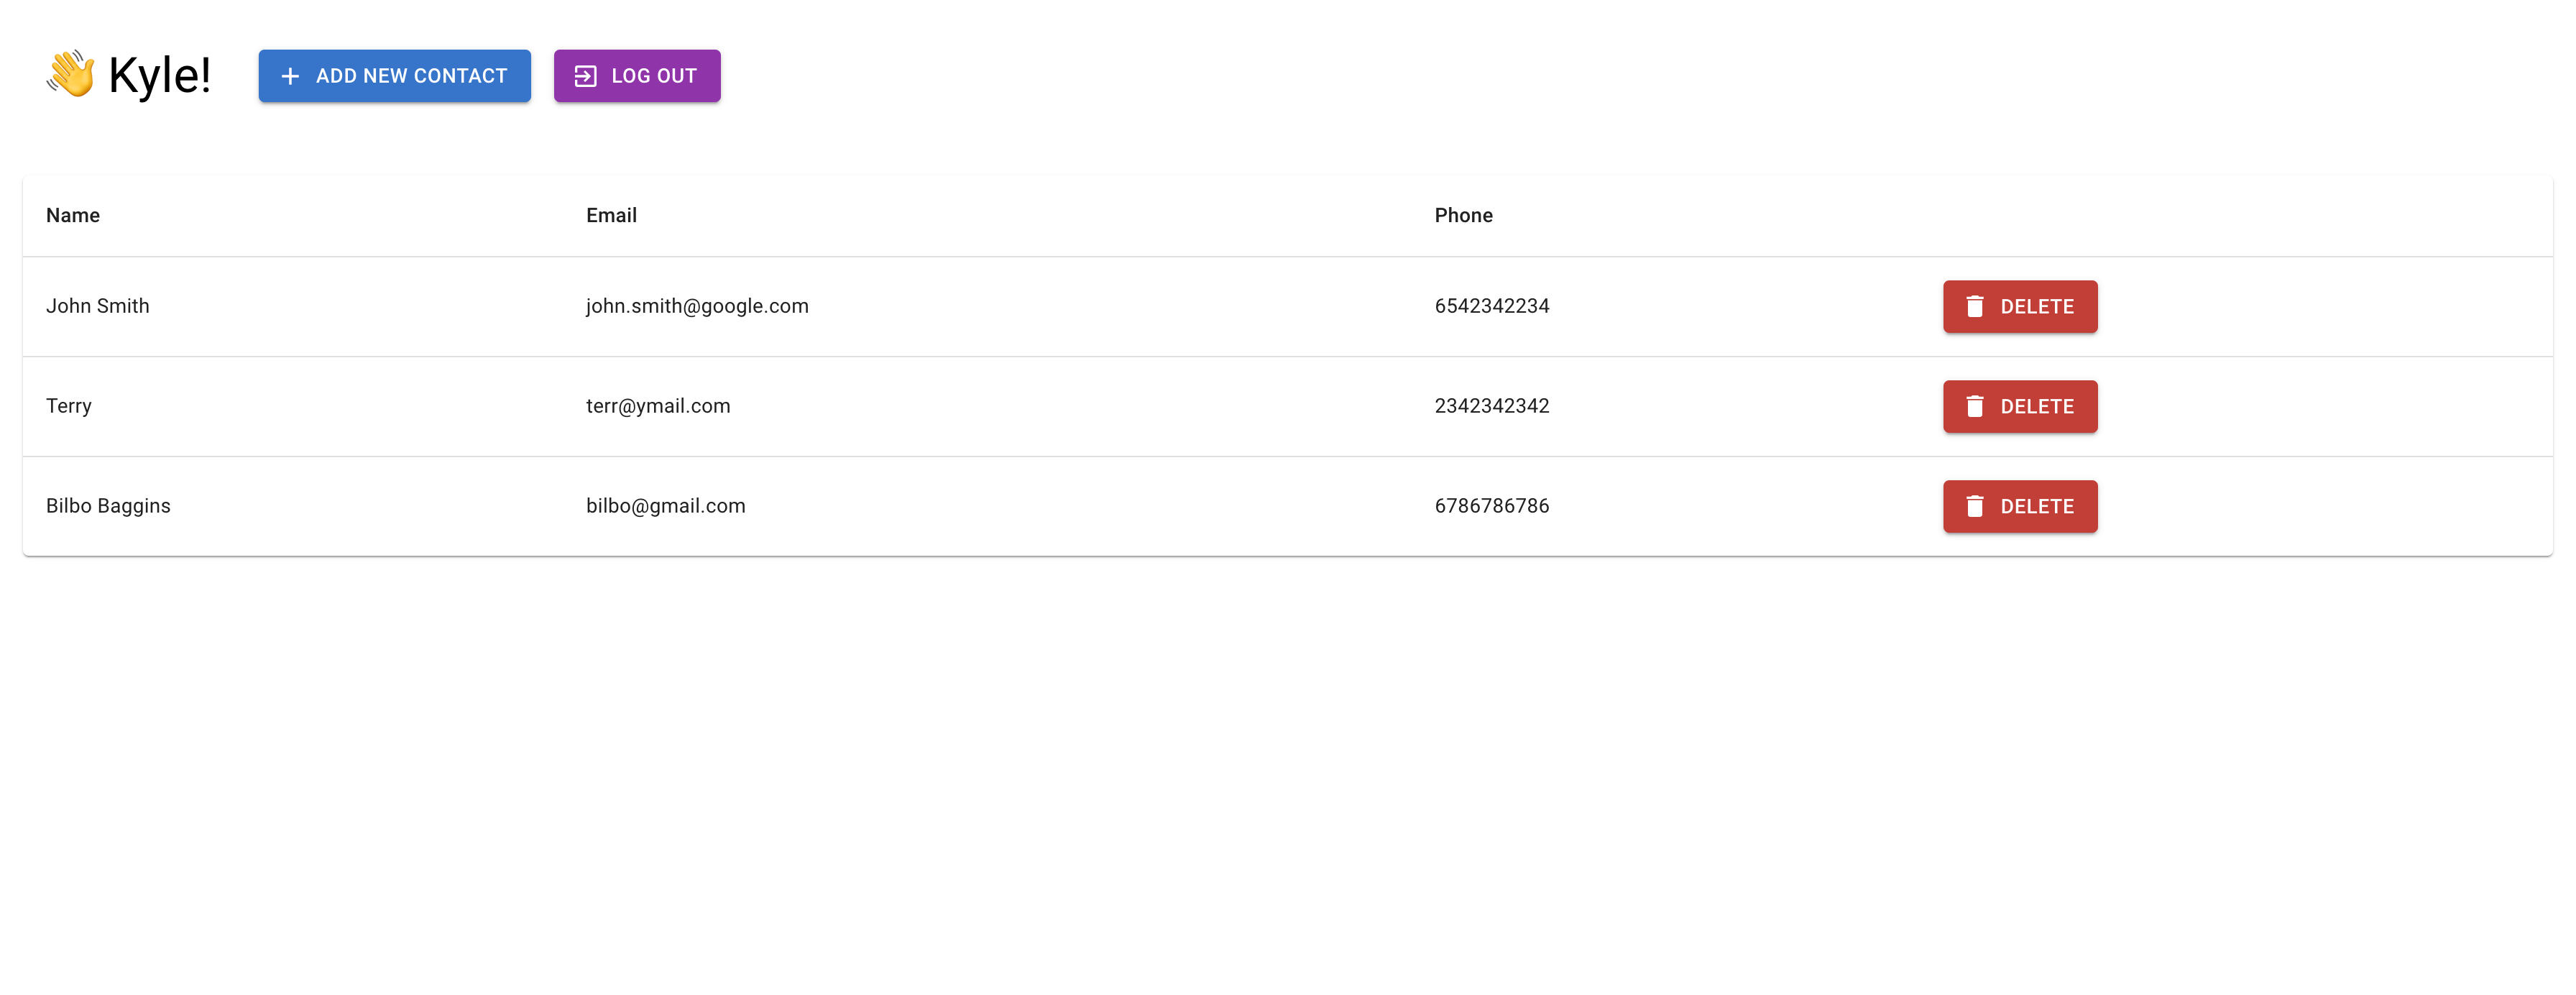 👋 Kyle! ADD NEW CONTACT LOG OUT
Name Email Phone
John Smith john.smith@google.com 6542342234 DELETE
Terry terr@ymail.com 2342342342 DELETE
Bilbo Baggins bilbo@gmail.com 6786786786 DELETE